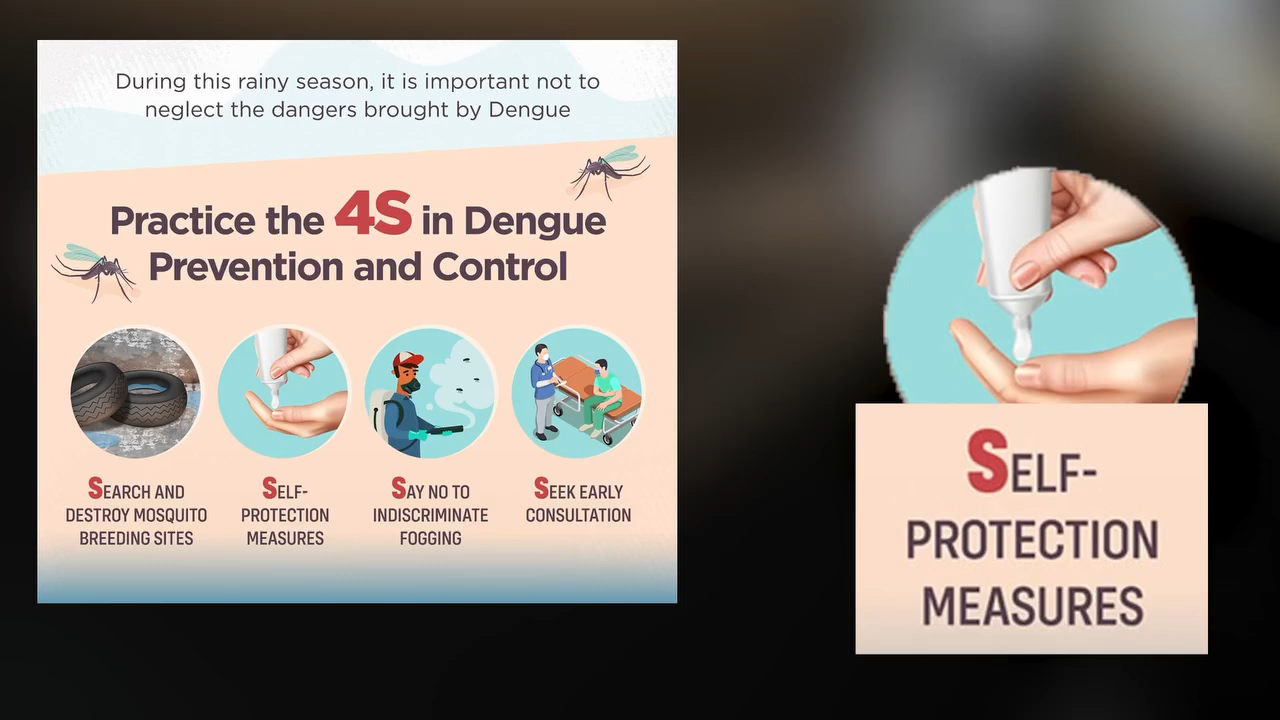 During this rainy season, it is important not to
neglect the dangers brought by Dengue
Practice the 4S in Dengue
Prevention and Control
SEARCH AND
DESTROY MOSQUITO
BREEDING SITES
SELF-
PROTECTION
MEASURES
SAY NO TO
INDISCRIMINATE
FOGGING
SEEK EARLY
CONSULTATION
SELF-
PROTECTION
MEASURES